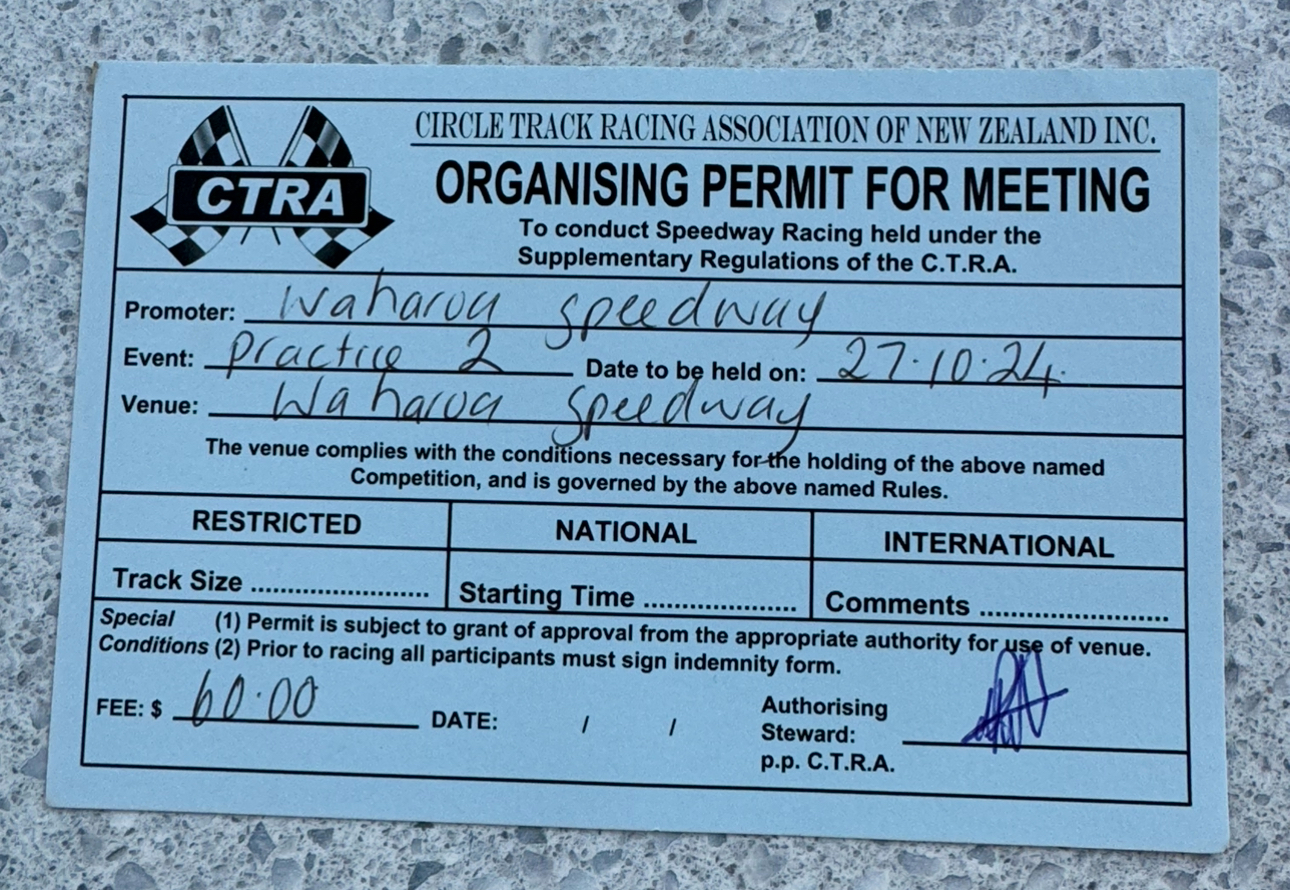 CTRA
CIRCLE TRACK RACING ASSOCIATION OF NEW ZEALAND INC.
ORGANISING PERMIT FOR MEETING
To conduct Speedway Racing held under the
Supplementary Regulations of the C.T.R.A.
Promoter: Waharoa Speedway
Event: Practice 2 Date to be held on: 27.10.24.
Venue: Waharoa Speedway
The venue complies with the conditions necessary for the holding of the above named
Competition, and is governed by the above named Rules.
RESTRICTED NATIONAL INTERNATIONAL
Track Size ........................ Starting Time ..................... Comments ..........................
Special (1) Permit is subject to grant of approval from the appropriate authority for use of venue.
Conditions (2) Prior to racing all participants must sign indemnity form.
FEE: $ 60.00 DATE: / / Authorising
Steward:
p.p. C.T.R.A.